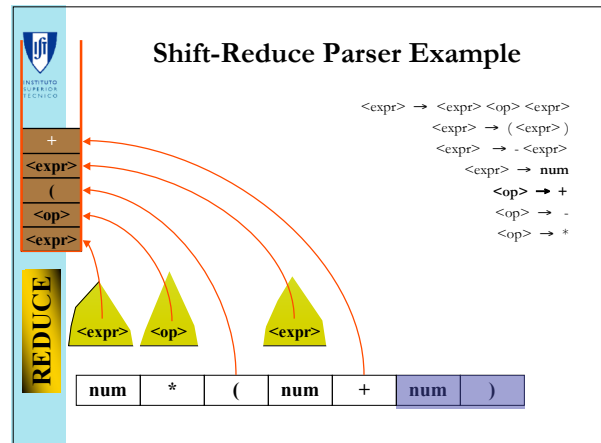 Shift-Reduce Parser Example
INSTITUTO
SUPERIOR
TÉCNICO
<expr> → <expr> <op> <expr>
<expr> → ( <expr> )
<expr> → - <expr>
<expr> → num
<op> → +
<op> → -
<op> → *
+
<expr>
(
<op>
<expr>
REDUCE
<expr> <op> <expr>
num * ( num + num )